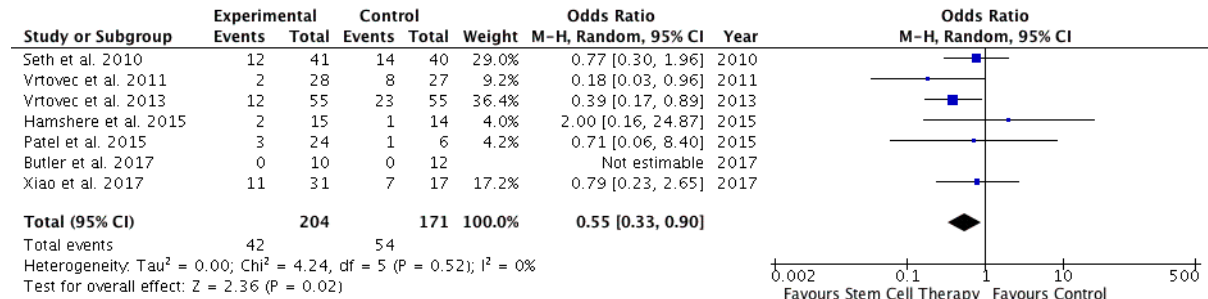 Experimental Control Odds Ratio Odds Ratio
Study or Subgroup Events Total Events Total Weight M-H, Random, 95% CI Year M-H, Random, 95% CI
Seth et al. 2010 12 41 14 40 29.0% 0.77 [0.30, 1.96] 2010
Vrtovec et al. 2011 2 28 8 27 9.2% 0.18 [0.03, 0.96] 2011
Vrtovec et al. 2013 12 55 23 55 36.4% 0.39 [0.17, 0.89] 2013
Hamshere et al. 2015 2 15 1 14 4.0% 2.00 [0.16, 24.87] 2015
Patel et al. 2015 3 24 1 6 4.2% 0.71 [0.06, 8.40] 2015
Butler et al. 2017 0 10 0 12 Not estimable 2017
Xiao et al. 2017 11 31 7 17 17.2% 0.79 [0.23, 2.65] 2017
Total (95% CI) 204 171 100.0% 0.55 [0.33, 0.90]
Total events 42 54
Heterogeneity: Tau² = 0.00; Chi² = 4.24, df = 5 (P = 0.52); I² = 0%
Test for overall effect: Z = 2.36 (P = 0.02)
0.002 0.1 1 10 500
Favours Stem Cell Therapy Favours Control